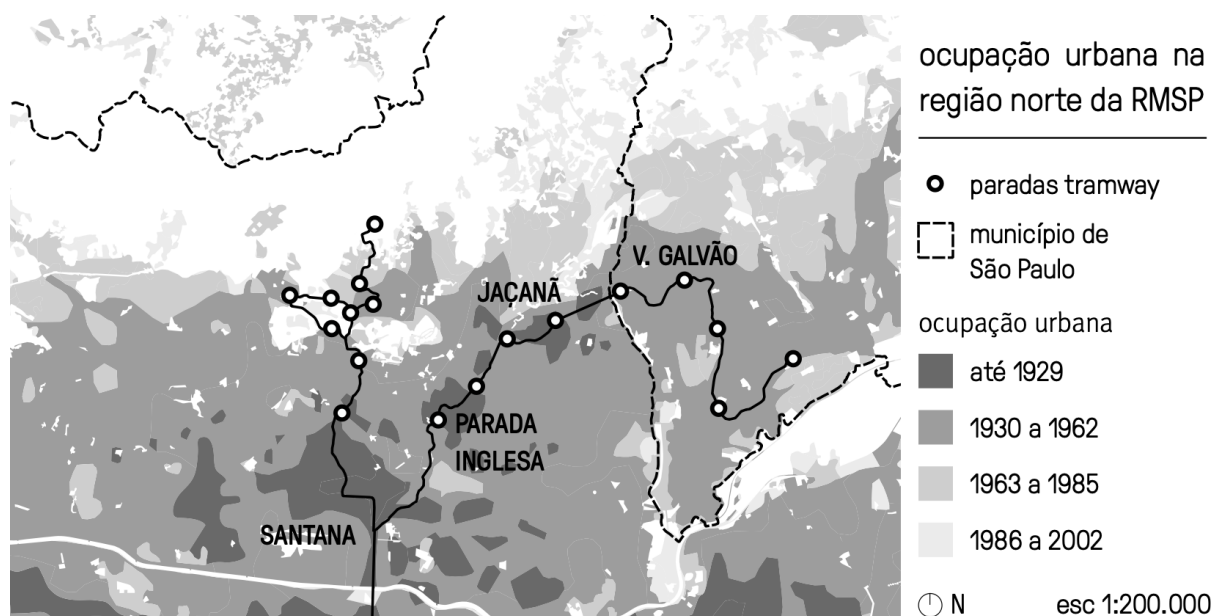 V. GALVÃO
JAÇANÃ
PARADA
INGLESA
SANTANA
ocupação urbana na
região norte da RMSP
paradas tramway
município de
São Paulo
ocupação urbana
até 1929
1930 a 1962
1963 a 1985
1986 a 2002
N esc 1:200.000